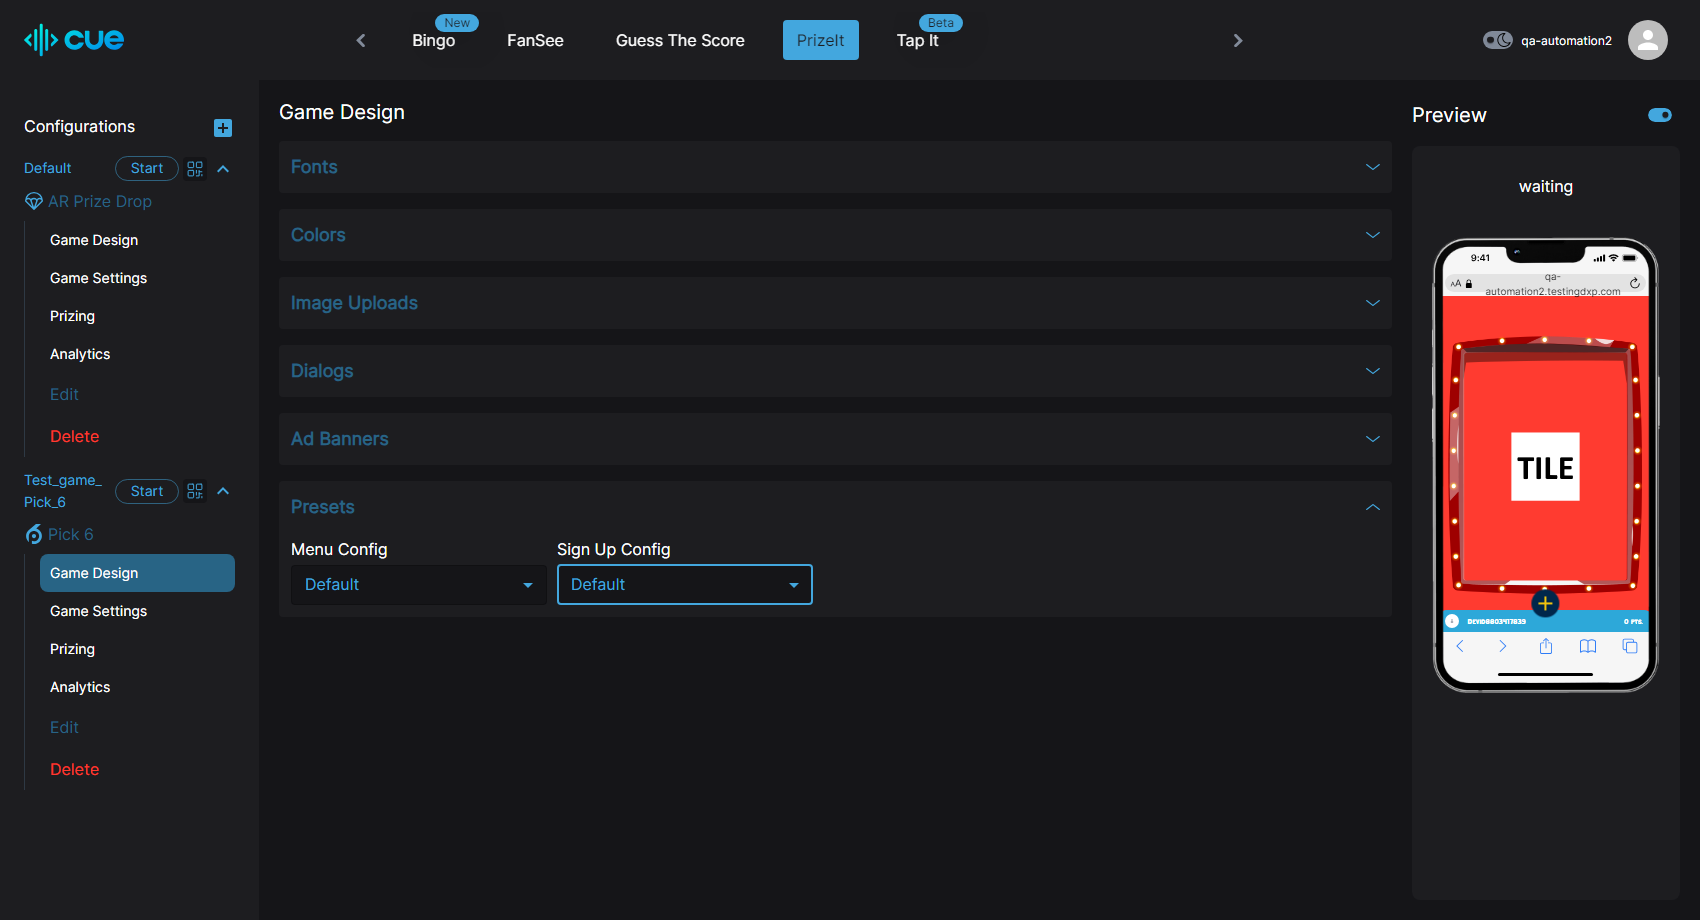 cue
New
Bingo
FanSee
Guess The Score
PrizeIt
Beta
Tap It
qa-automation2
Configurations
Default
Start
AR Prize Drop
Game Design
Game Settings
Prizing
Analytics
Edit
Delete
Test_game_
Pick_6
Start
Pick 6
Game Design
Game Settings
Prizing
Analytics
Edit
Delete
Game Design
Fonts
Colors
Image Uploads
Dialogs
Ad Banners
Presets
Menu Config
Sign Up Config
Default
Default
Preview
waiting
9:41
AA
qa-
automation2.testingdxp.com
TILE
0 PTS.